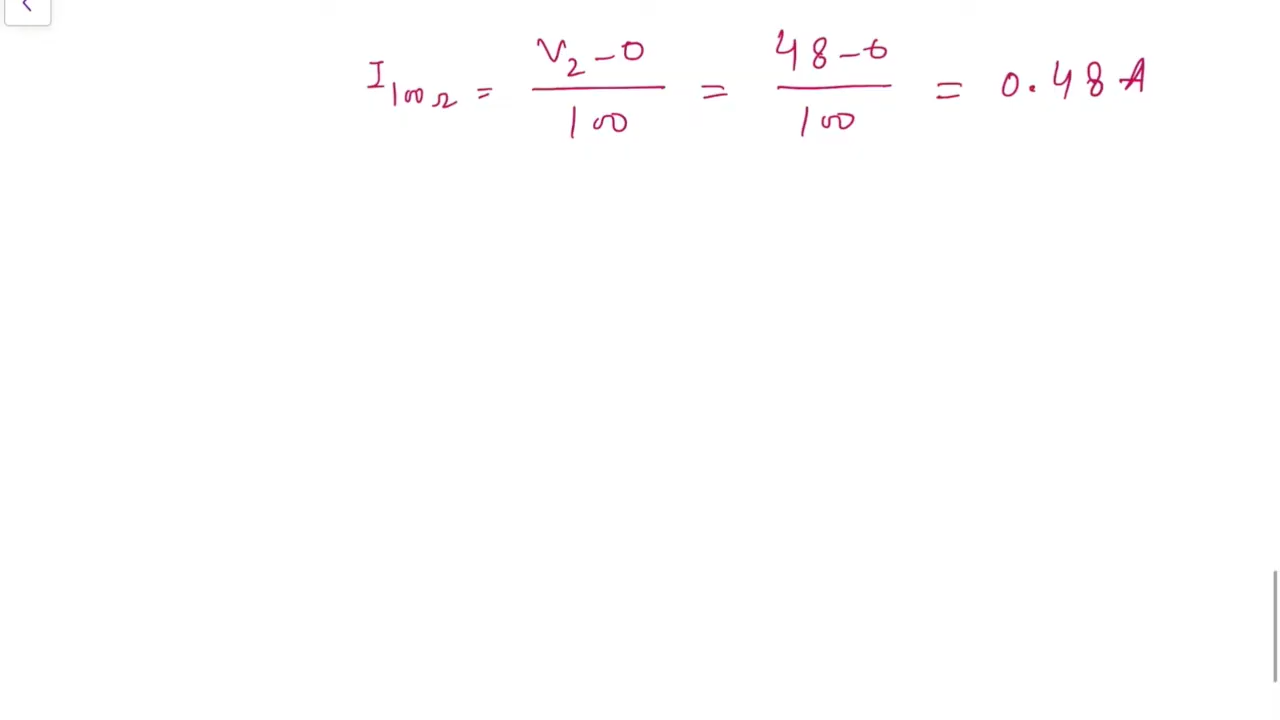 I₁₀₀Ω = (V₂ – 0)/100 = (48 – 0)/100 = 0.48 A